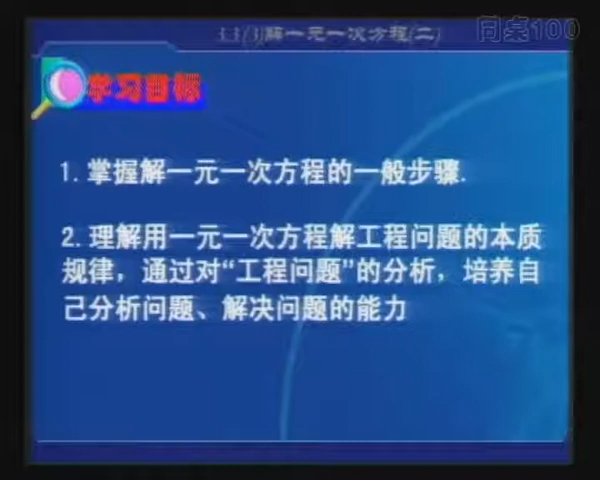 3.3(3)解一元一次方程(二)
同桌100
学习目标
1.掌握解一元一次方程的一般步骤.
2.理解用一元一次方程解工程问题的本质
规律，通过对“工程问题”的分析，培养自
己分析问题、解决问题的能力